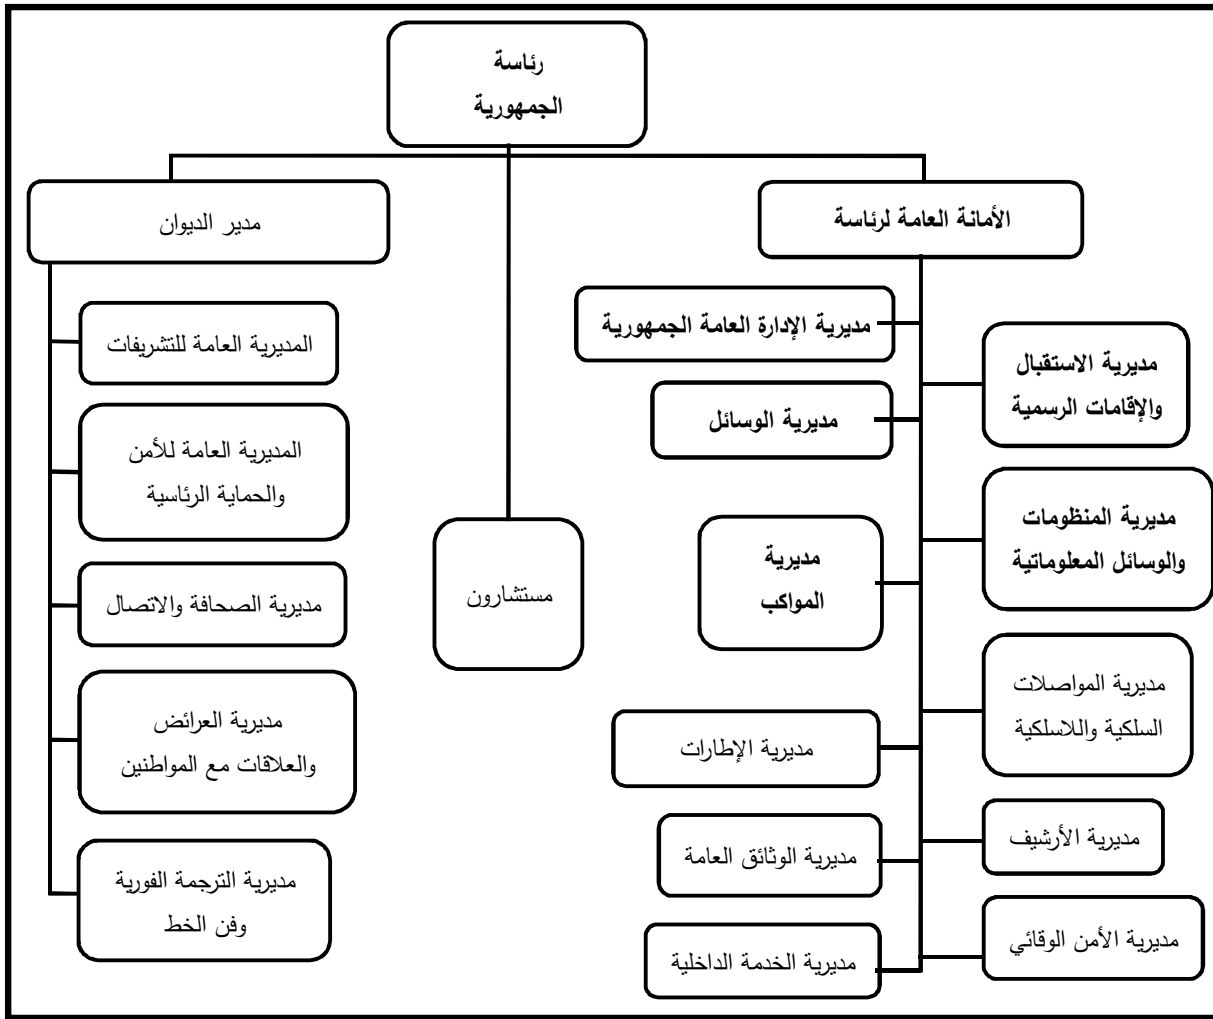 رئاسة
الجمهورية
الأمانة العامة لرئاسة
مدير الديوان
مديرية الإدارة العامة الجمهورية
مديرية الاستقبال
والإقامات الرسمية
مديرية الوسائل
مديرية المنظومات
والوسائل المعلوماتية
مديرية
المواكب
مديرية المواصلات
السلكية واللاسلكية
مديرية الإطارات
مديرية الأرشيف
مديرية الوثائق العامة
مديرية الأمن الوقائي
مديرية الخدمة الداخلية
مستشارون
المديرية العامة للتشريفات
المديرية العامة للأمن
والحماية الرئاسية
مديرية الصحافة والاتصال
مديرية العرائض
والعلاقات مع المواطنين
مديرية الترجمة الفورية
وفن الخط